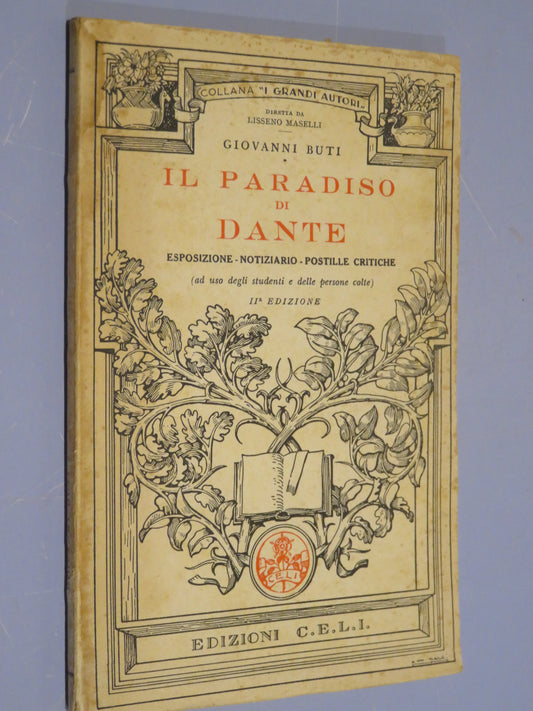 COLLANA "I GRANDI AUTORI"
DIRETTA DA
LISSENO MASELLI
GIOVANNI BUTI
IL PARADISO
DI
DANTE
ESPOSIZIONE - NOTIZIARIO - POSTILLE CRITICHE
(ad uso degli studenti e delle persone colte)
IIª EDIZIONE
CELI
EDIZIONI C.E.L.I.